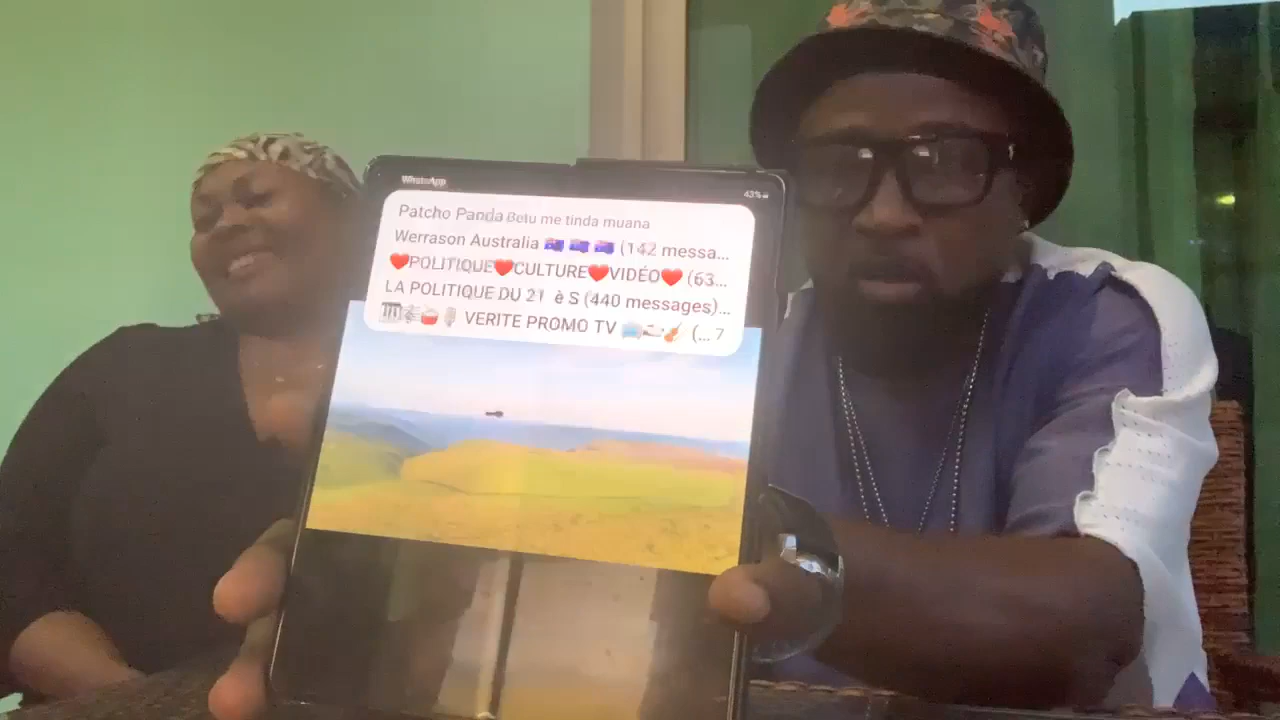 WhatsApp
43%
Patcho Panda Betu me tinda muana
Werrason Australia 🇦🇺 🇦🇺 🇦🇺 (142 messa...
❤️POLITIQUE❤️CULTURE❤️VIDÉO❤️ (63...
LA POLITIQUE DU 21 è S (440 messages)...
🎹🎼🥁🎙️ VERITE PROMO TV (... 7